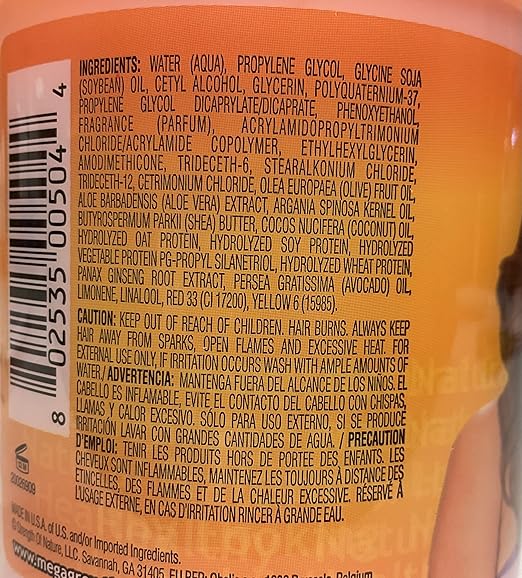 INGREDIENTS: WATER (AQUA), PROPYLENE GLYCOL, GLYCINE SOJA
(SOYBEAN) OIL, CETYL ALCOHOL, GLYCERIN, POLYQUATERNIUM-37,
PROPYLENE GLYCOL DICAPRYLATE/DICAPRATE, PHENOXYETHANOL,
FRAGRANCE (PARFUM), ACRYLAMIDOPROPYLTRIMONIUM
CHLORIDE/ACRYLAMIDE COPOLYMER, ETHYLHEXYLGLYCERIN,
AMODIMETHICONE, TRIDECETH-6, STEARALKONIUM CHLORIDE,
TRIDECETH-12, CETRIMONIUM CHLORIDE, OLEA EUROPAEA (OLIVE) FRUIT OIL,
ALOE BARBADENSIS (ALOE VERA) EXTRACT, ARGANIA SPINOSA KERNEL OIL,
BUTYROSPERMUM PARKII (SHEA) BUTTER, COCOS NUCIFERA (COCONUT) OIL,
HYDROLYZED OAT PROTEIN, HYDROLYZED SOY PROTEIN, HYDROLYZED
VEGETABLE PROTEIN PG-PROPYL SILANETRIOL, HYDROLYZED WHEAT PROTEIN,
PANAX GINSENG ROOT EXTRACT, PERSEA GRATISSIMA (AVOCADO) OIL,
LIMONENE, LINALOOL, RED 33 (CI 17200), YELLOW 6 (15985).
CAUTION: KEEP OUT OF REACH OF CHILDREN. HAIR BURNS. ALWAYS KEEP
HAIR AWAY FROM SPARKS, OPEN FLAMES AND EXCESSIVE HEAT. FOR
EXTERNAL USE ONLY, IF IRRITATION OCCURS WASH WITH AMPLE AMOUNTS OF
WATER./ADVERTENCIA: MANTENGA FUERA DEL ALCANCE DE LOS NIÑOS. EL
CABELLO ES INFLAMABLE, EVITE EL CONTACTO DEL CABELLO CON CHISPAS,
LLAMAS Y CALOR EXCESIVO. SÓLO PARA USO EXTERNO, SI SE PRODUCE
IRRITACIÓN LAVAR CON GRANDES CANTIDADES DE AGUA. / PRECAUTION
D'EMPLOI: TENIR LES PRODUITS HORS DE PORTEE DES ENFANTS. LES
CHEVEUX SONT INFLAMMABLES, MAINTENEZ LES TOUJOURS À DISTANCE DES
ETINCELLES, DES FLAMMES ET DE LA CHALEUR EXCESSIVE. RÉSERVÉ À
L'USAGE EXTERNE, EN CAS D'IRRITATION RINCER À GRANDE EAU.
8 02535 00504 4
20026909
MADE IN U.S.A. of U.S. and/or Imported Ingredients.
© Strength Of Nature, LLC. Savannah, GA 31405.